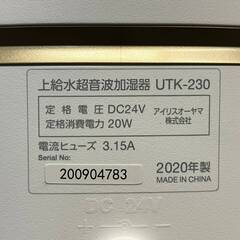 上給水超音波加湿器 UTK-230
定格電圧 DC24V
定格消費電力 20W
アイリスオーヤマ
株式会社
電流ヒューズ 3.15A
Serial No:
200904783
2020年製
MADE IN CHINA
DC 24V